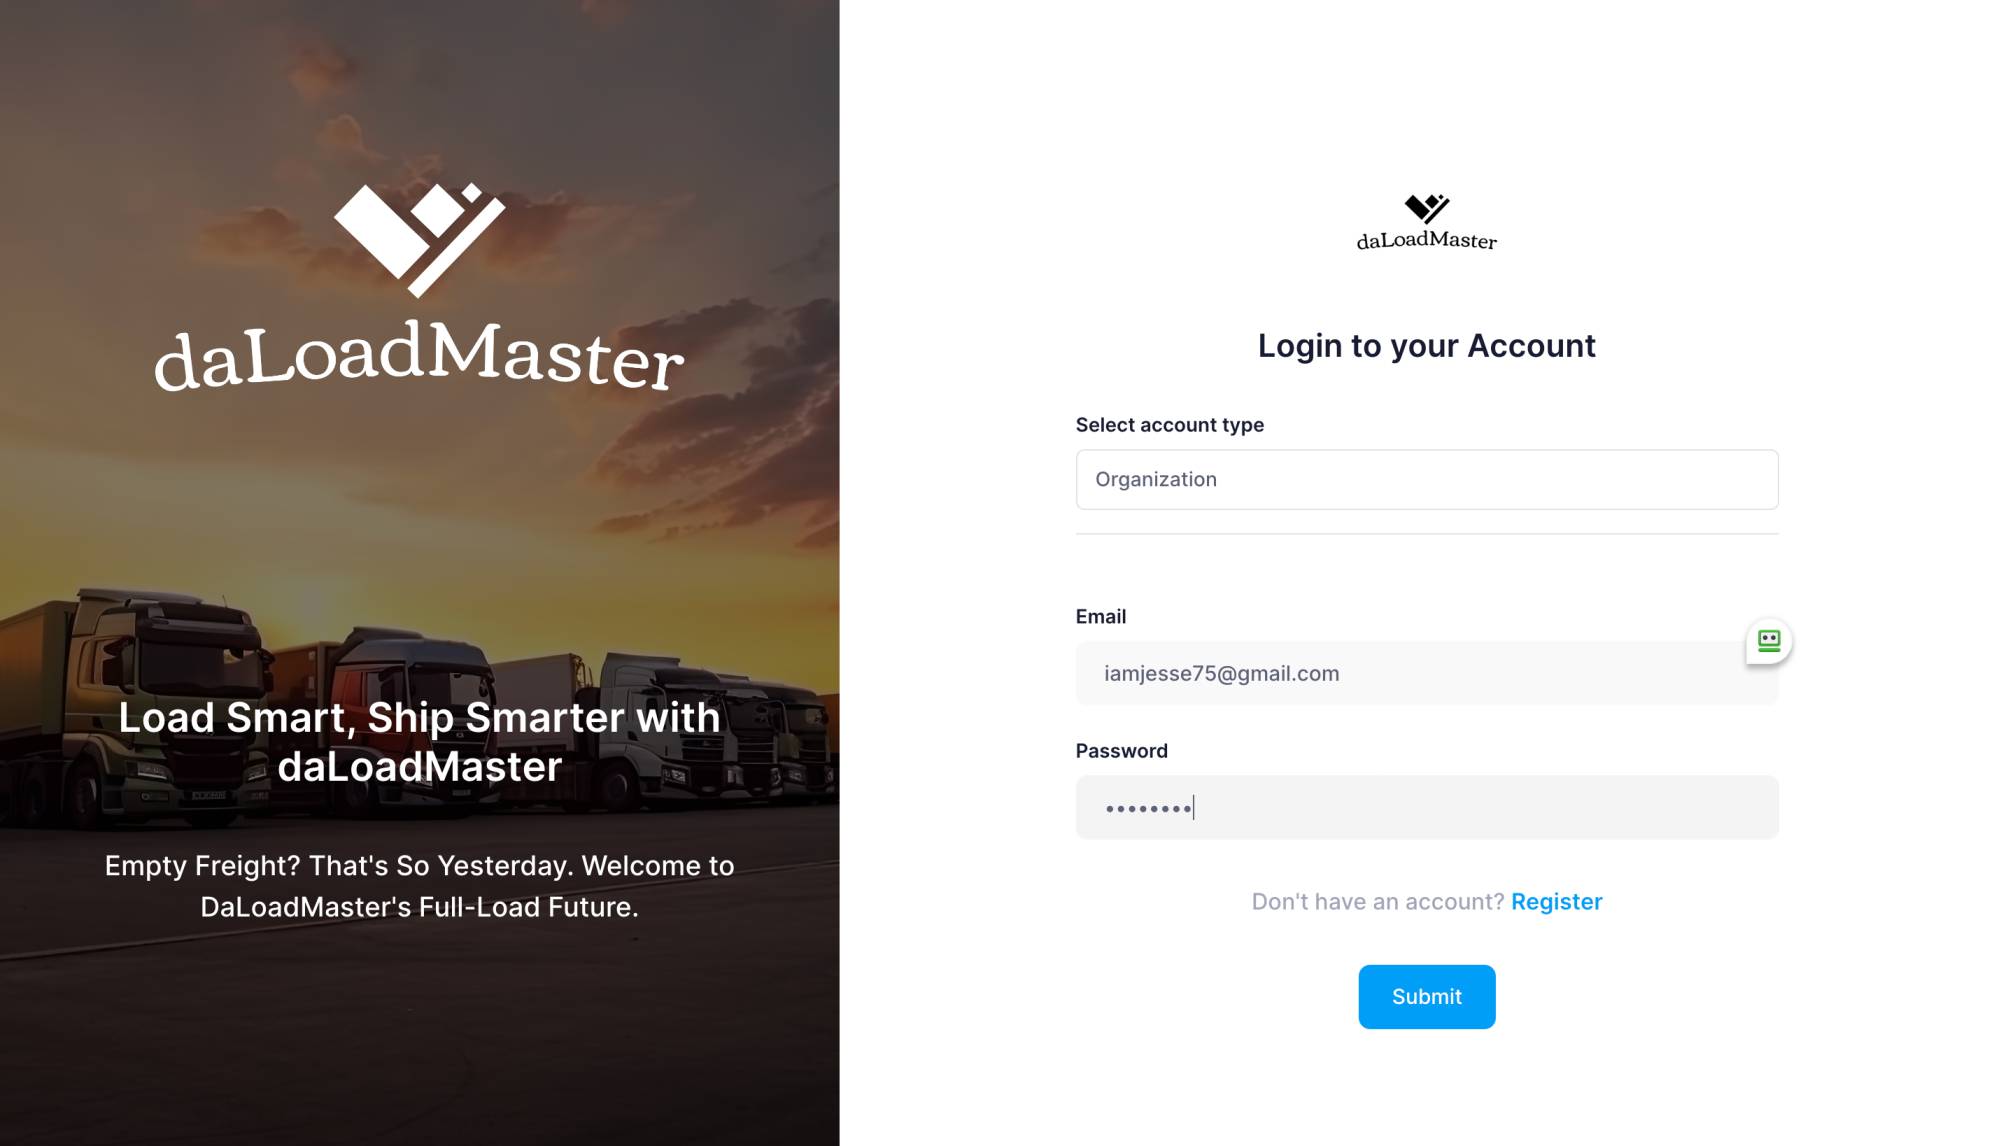 daLoadMaster
Load Smart, Ship Smarter with
daLoadMaster
Empty Freight? That's So Yesterday. Welcome to
DaLoadMaster's Full-Load Future.
daLoadMaster
Login to your Account
Select account type
Organization
Email
iamjesse75@gmail.com
Password
••••••••
Don't have an account? Register
Submit